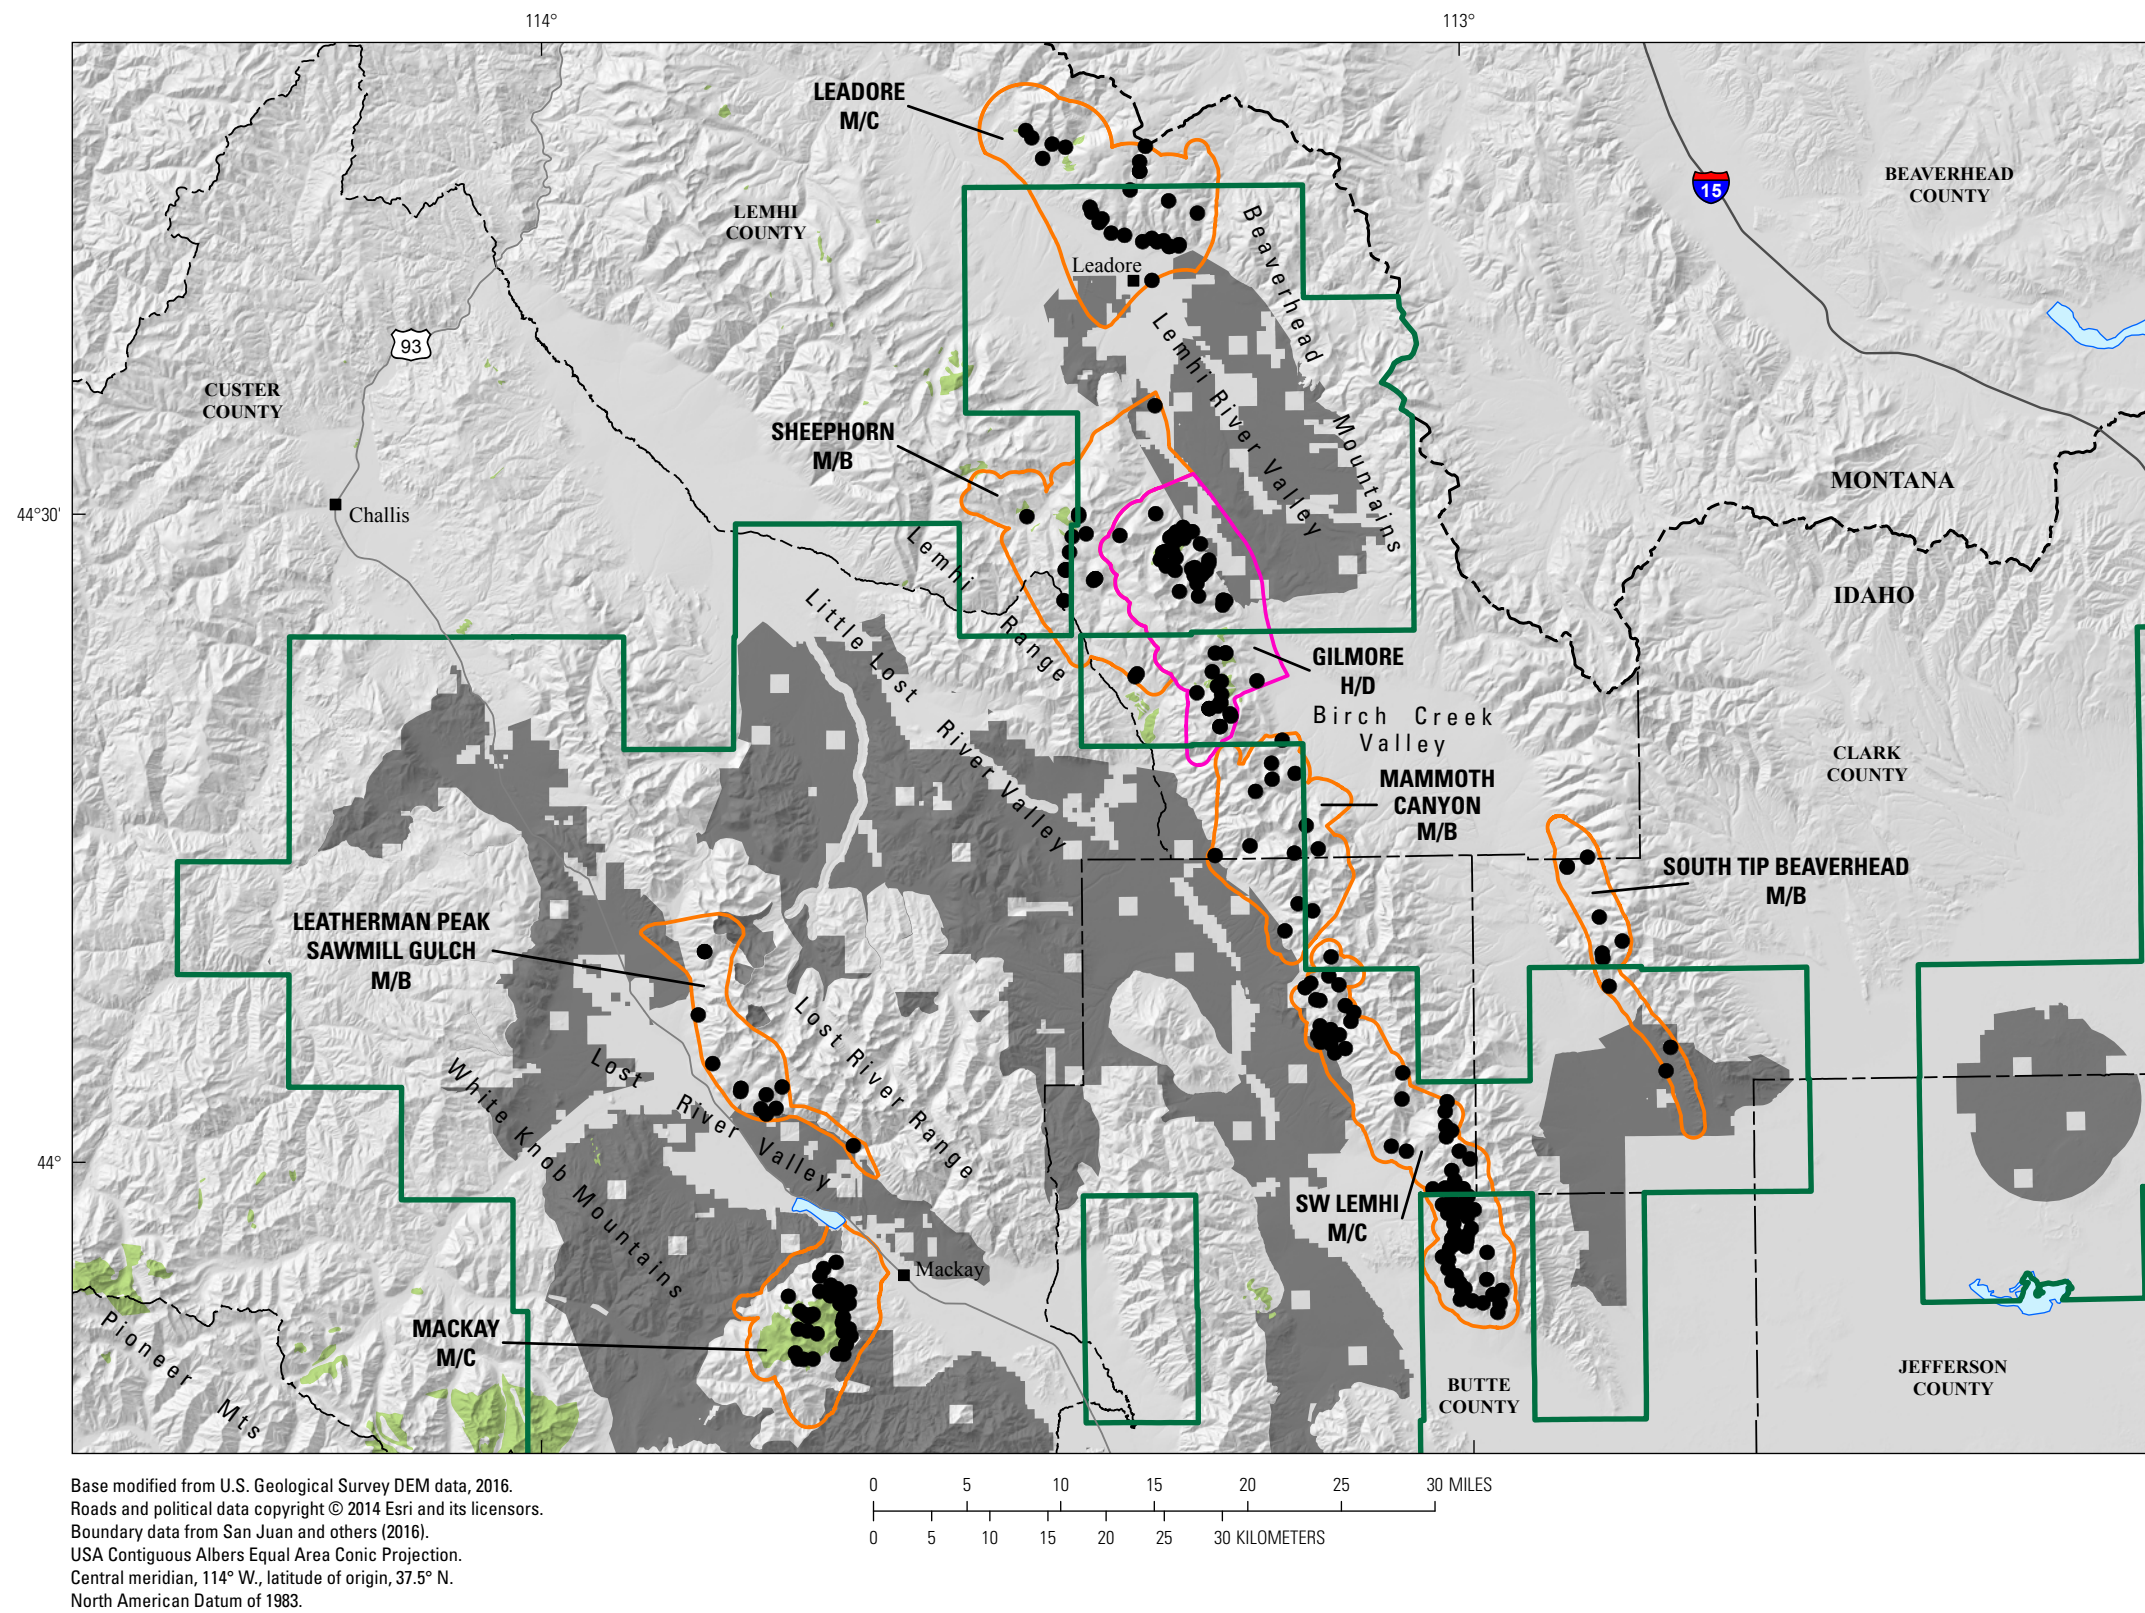 114°
113°
LEADORE
M/C
15
BEAVERHEAD
COUNTY
LEMHI
COUNTY
Beaverhead Mountains
Leadore
93
Lemhi River Valley
CUSTER
COUNTY
SHEEPHORN
M/B
MONTANA
44°30'
Challis
Lemhi Range
IDAHO
Little Lost River Valley
GILMORE
H/D
Birch Creek
Valley
CLARK
COUNTY
MAMMOTH
CANYON
M/B
SOUTH TIP BEAVERHEAD
M/B
LEATHERMAN PEAK
SAWMILL GULCH
M/B
Lost River Range
Lost River Valley
White Knob Mountains
44°
SW LEMHI
M/C
Mackay
MACKAY
M/C
Pioneer Mts
BUTTE
COUNTY
JEFFERSON
COUNTY
Base modified from U.S. Geological Survey DEM data, 2016.
Roads and political data copyright © 2014 Esri and its licensors.
Boundary data from San Juan and others (2016).
USA Contiguous Albers Equal Area Conic Projection.
Central meridian, 114° W., latitude of origin, 37.5° N.
North American Datum of 1983.
0 5 10 15 20 25 30 MILES
0 5 10 15 20 25 30 KILOMETERS